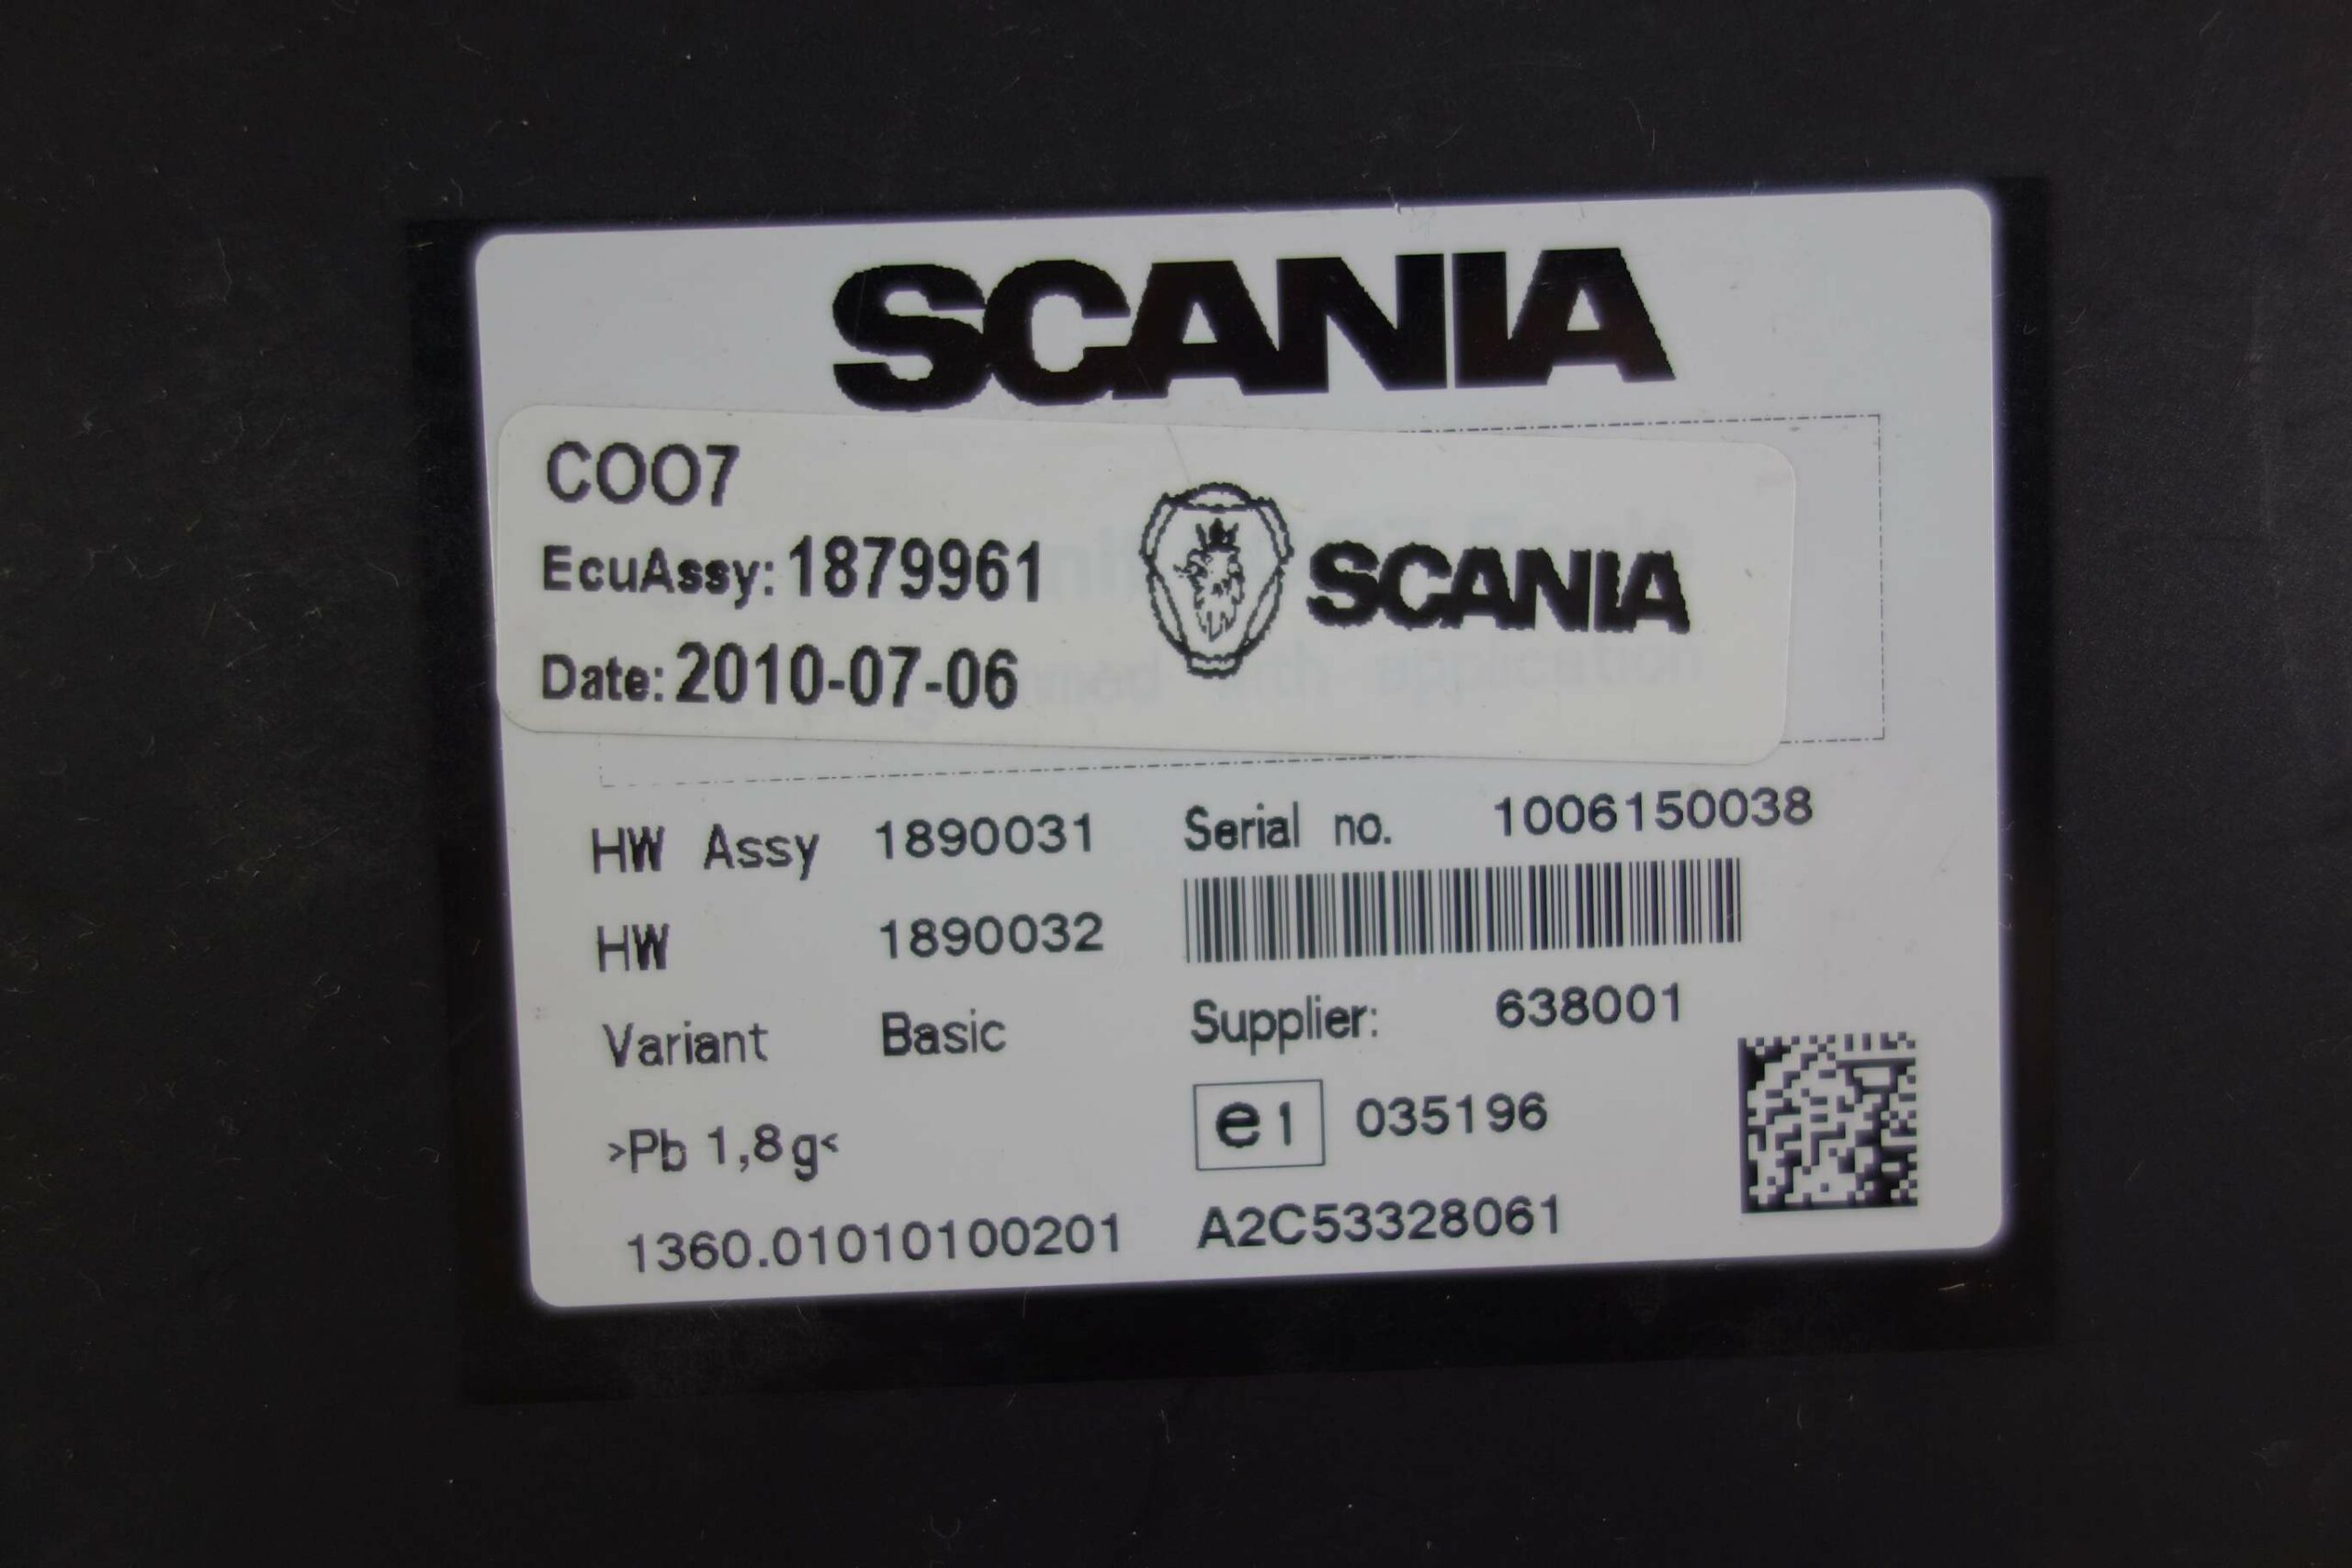 SCANIA
COO7
EcuAssy: 1879961
SCANIA
Date: 2010-07-06
HW Assy 1890031 Serial no. 1006150038
HW 1890032
Variant Basic Supplier: 638001
>Pb 1,8g< e1 035196
1360.01010100201 A2C53328061